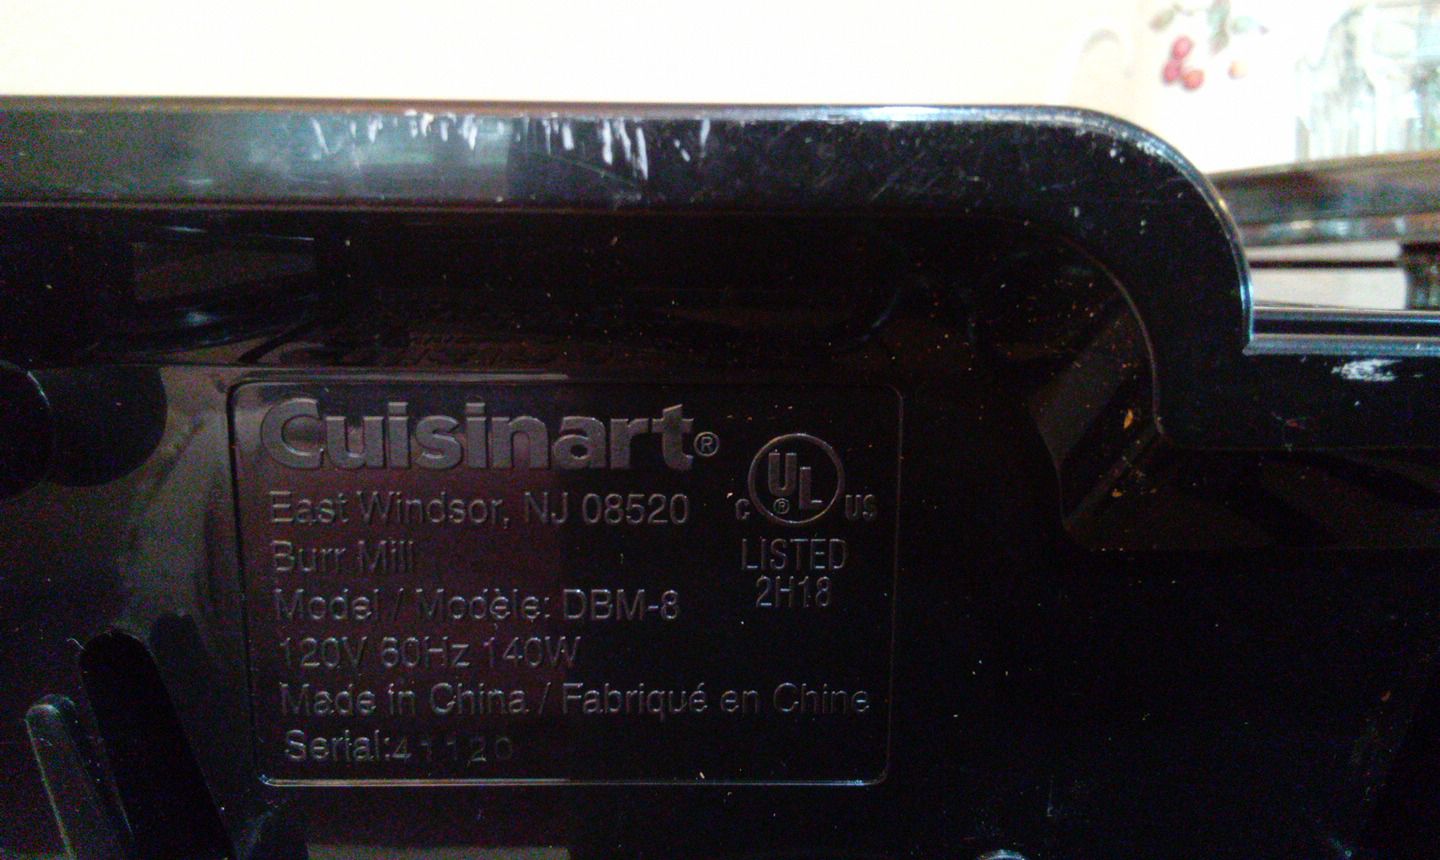 Cuisinart®
East Windsor, NJ 08520
Burr Mill
Model / Modèle: DBM-8
120V 60Hz 140W
Made in China / Fabriqué en Chine
Serial:41120
C UL® US
LISTED
2H18